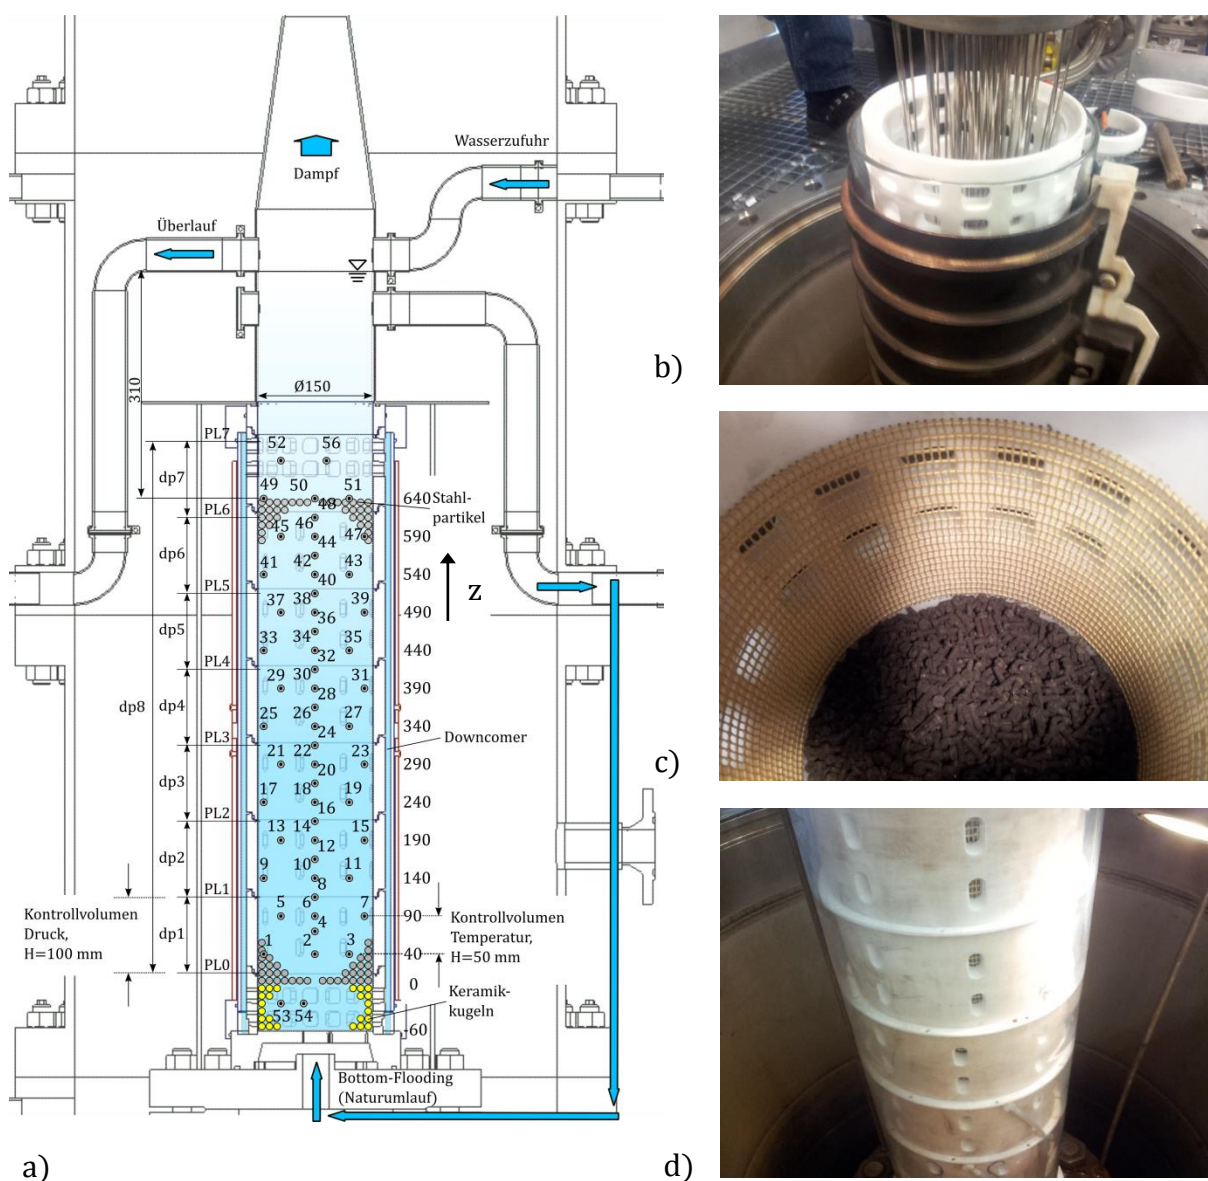 Wasserzufuhr
Dampf
Überlauf
b)
310
Ø150
PL7
52 56
dp7
49 50 51
640
Stahl-
partikel
PL6
48
45 46 47
44
590
dp6
41 42 43
540
40
PL5
z
37 38 39
490
36
dp5
33 34 35
440
32
PL4
29 30 31
390
28
dp8
dp4
25 26 27
340
24
PL3
Downcomer
21 22 23
290
20
dp3
17 18 19
240
16
PL2
13 14 15
190
12
dp2
9 10 11
140
8
PL1
5 6 7
90
4
Kontrollvolumen
Druck,
H=100 mm
Kontrollvolumen
Temperatur,
H=50 mm
dp1
1 2 3
40
PL0
0
Keramik-
kugeln
53 54
-60
Bottom-Flooding
(Naturumlauf)
a)
c)
d)